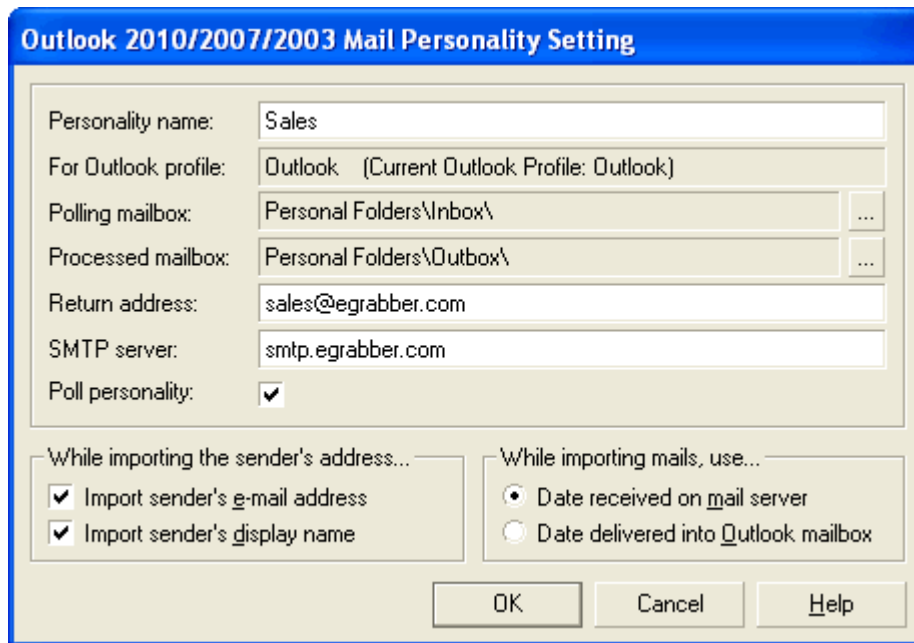 Outlook 2010/2007/2003 Mail Personality Setting
Personality name: Sales
For Outlook profile: Outlook (Current Outlook Profile: Outlook)
Polling mailbox: Personal Folders\Inbox\ ...
Processed mailbox: Personal Folders\Outbox\ ...
Return address: sales@egrabber.com
SMTP server: smtp.egrabber.com
Poll personality:
While importing the sender's address...
Import sender's e-mail address
Import sender's display name
While importing mails, use...
Date received on mail server
Date delivered into Outlook mailbox
OK Cancel Help